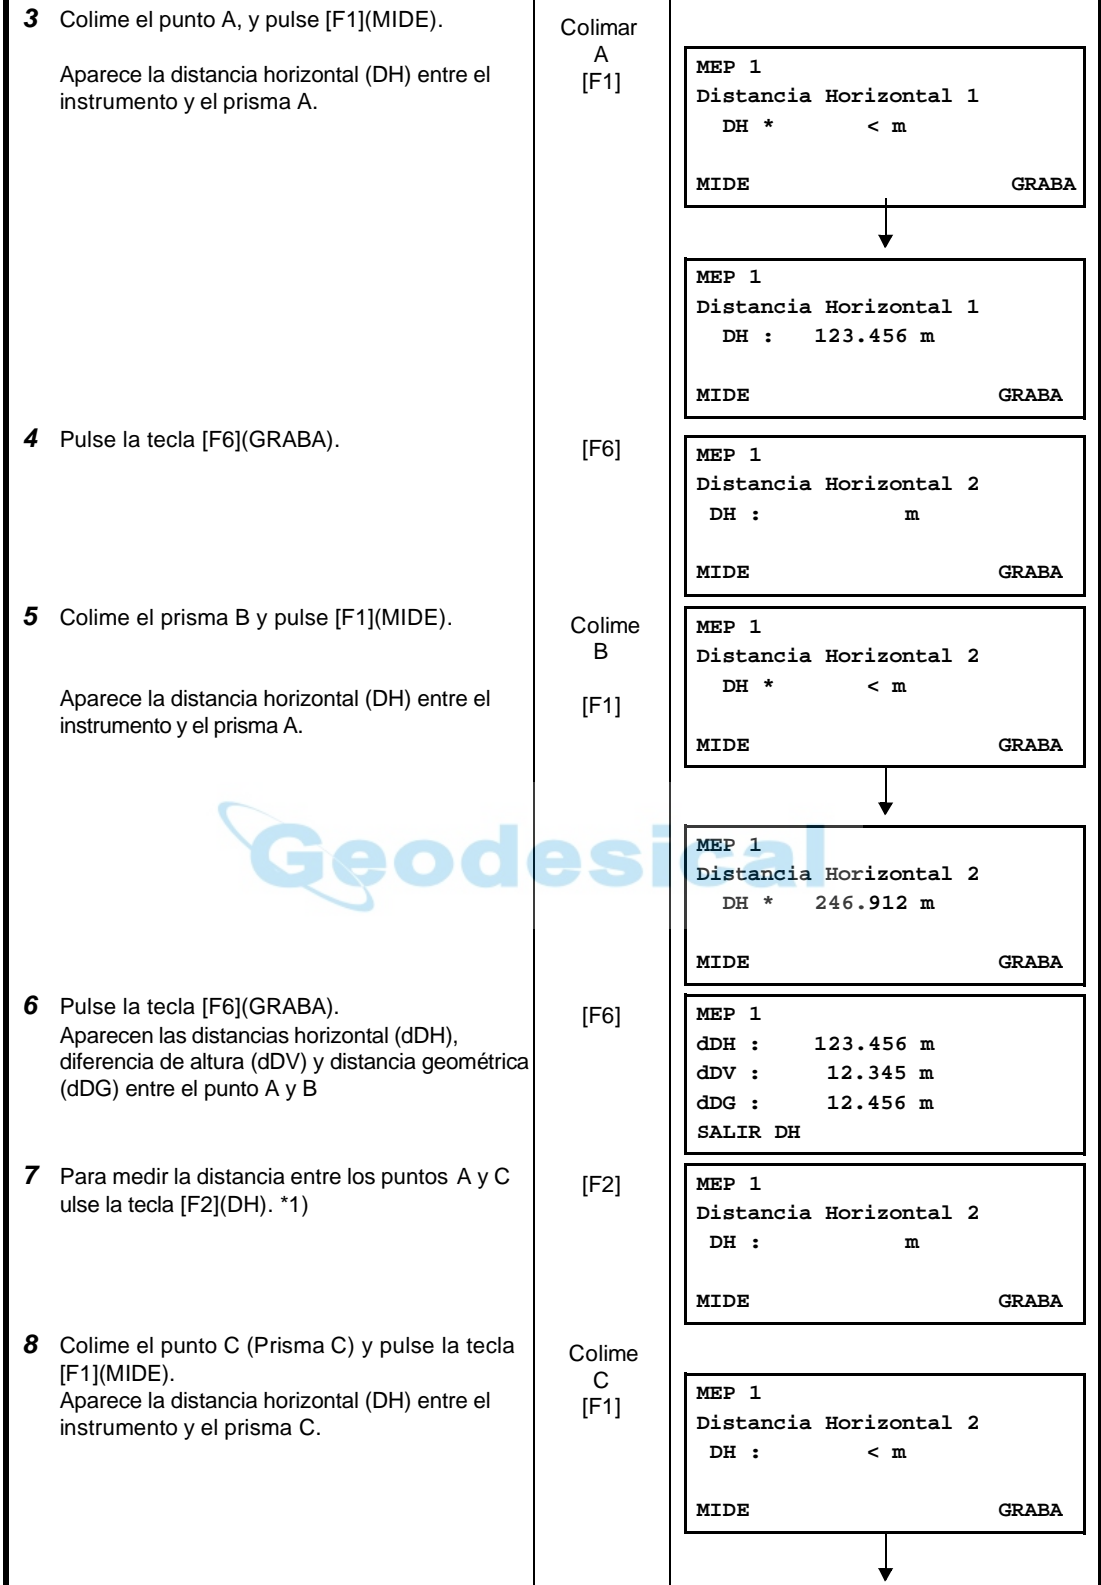 3 Colime el punto A, y pulse [F1](MIDE).
Aparece la distancia horizontal (DH) entre el
instrumento y el prisma A.
Colimar
A
[F1]
MEP 1
Distancia Horizontal 1
DH * < m
MIDE GRABA
MEP 1
Distancia Horizontal 1
DH : 123.456 m
MIDE GRABA
4 Pulse la tecla [F6](GRABA).
[F6]
MEP 1
Distancia Horizontal 2
DH : m
MIDE GRABA
5 Colime el prisma B y pulse [F1](MIDE).
Aparece la distancia horizontal (DH) entre el
instrumento y el prisma A.
Colime
B
[F1]
MEP 1
Distancia Horizontal 2
DH * < m
MIDE GRABA
Geodesical
MEP 1
Distancia Horizontal 2
DH * 246.912 m
MIDE GRABA
6 Pulse la tecla [F6](GRABA).
Aparecen las distancias horizontal (dDH),
diferencia de altura (dDV) y distancia geométrica
(dDG) entre el punto A y B
[F6]
MEP 1
dDH : 123.456 m
dDV : 12.345 m
dDG : 12.456 m
SALIR DH
7 Para medir la distancia entre los puntos A y C
ulse la tecla [F2](DH). *1)
[F2]
MEP 1
Distancia Horizontal 2
DH : m
MIDE GRABA
8 Colime el punto C (Prisma C) y pulse la tecla
[F1](MIDE).
Aparece la distancia horizontal (DH) entre el
instrumento y el prisma C.
Colime
C
[F1]
MEP 1
Distancia Horizontal 2
DH : < m
MIDE GRABA